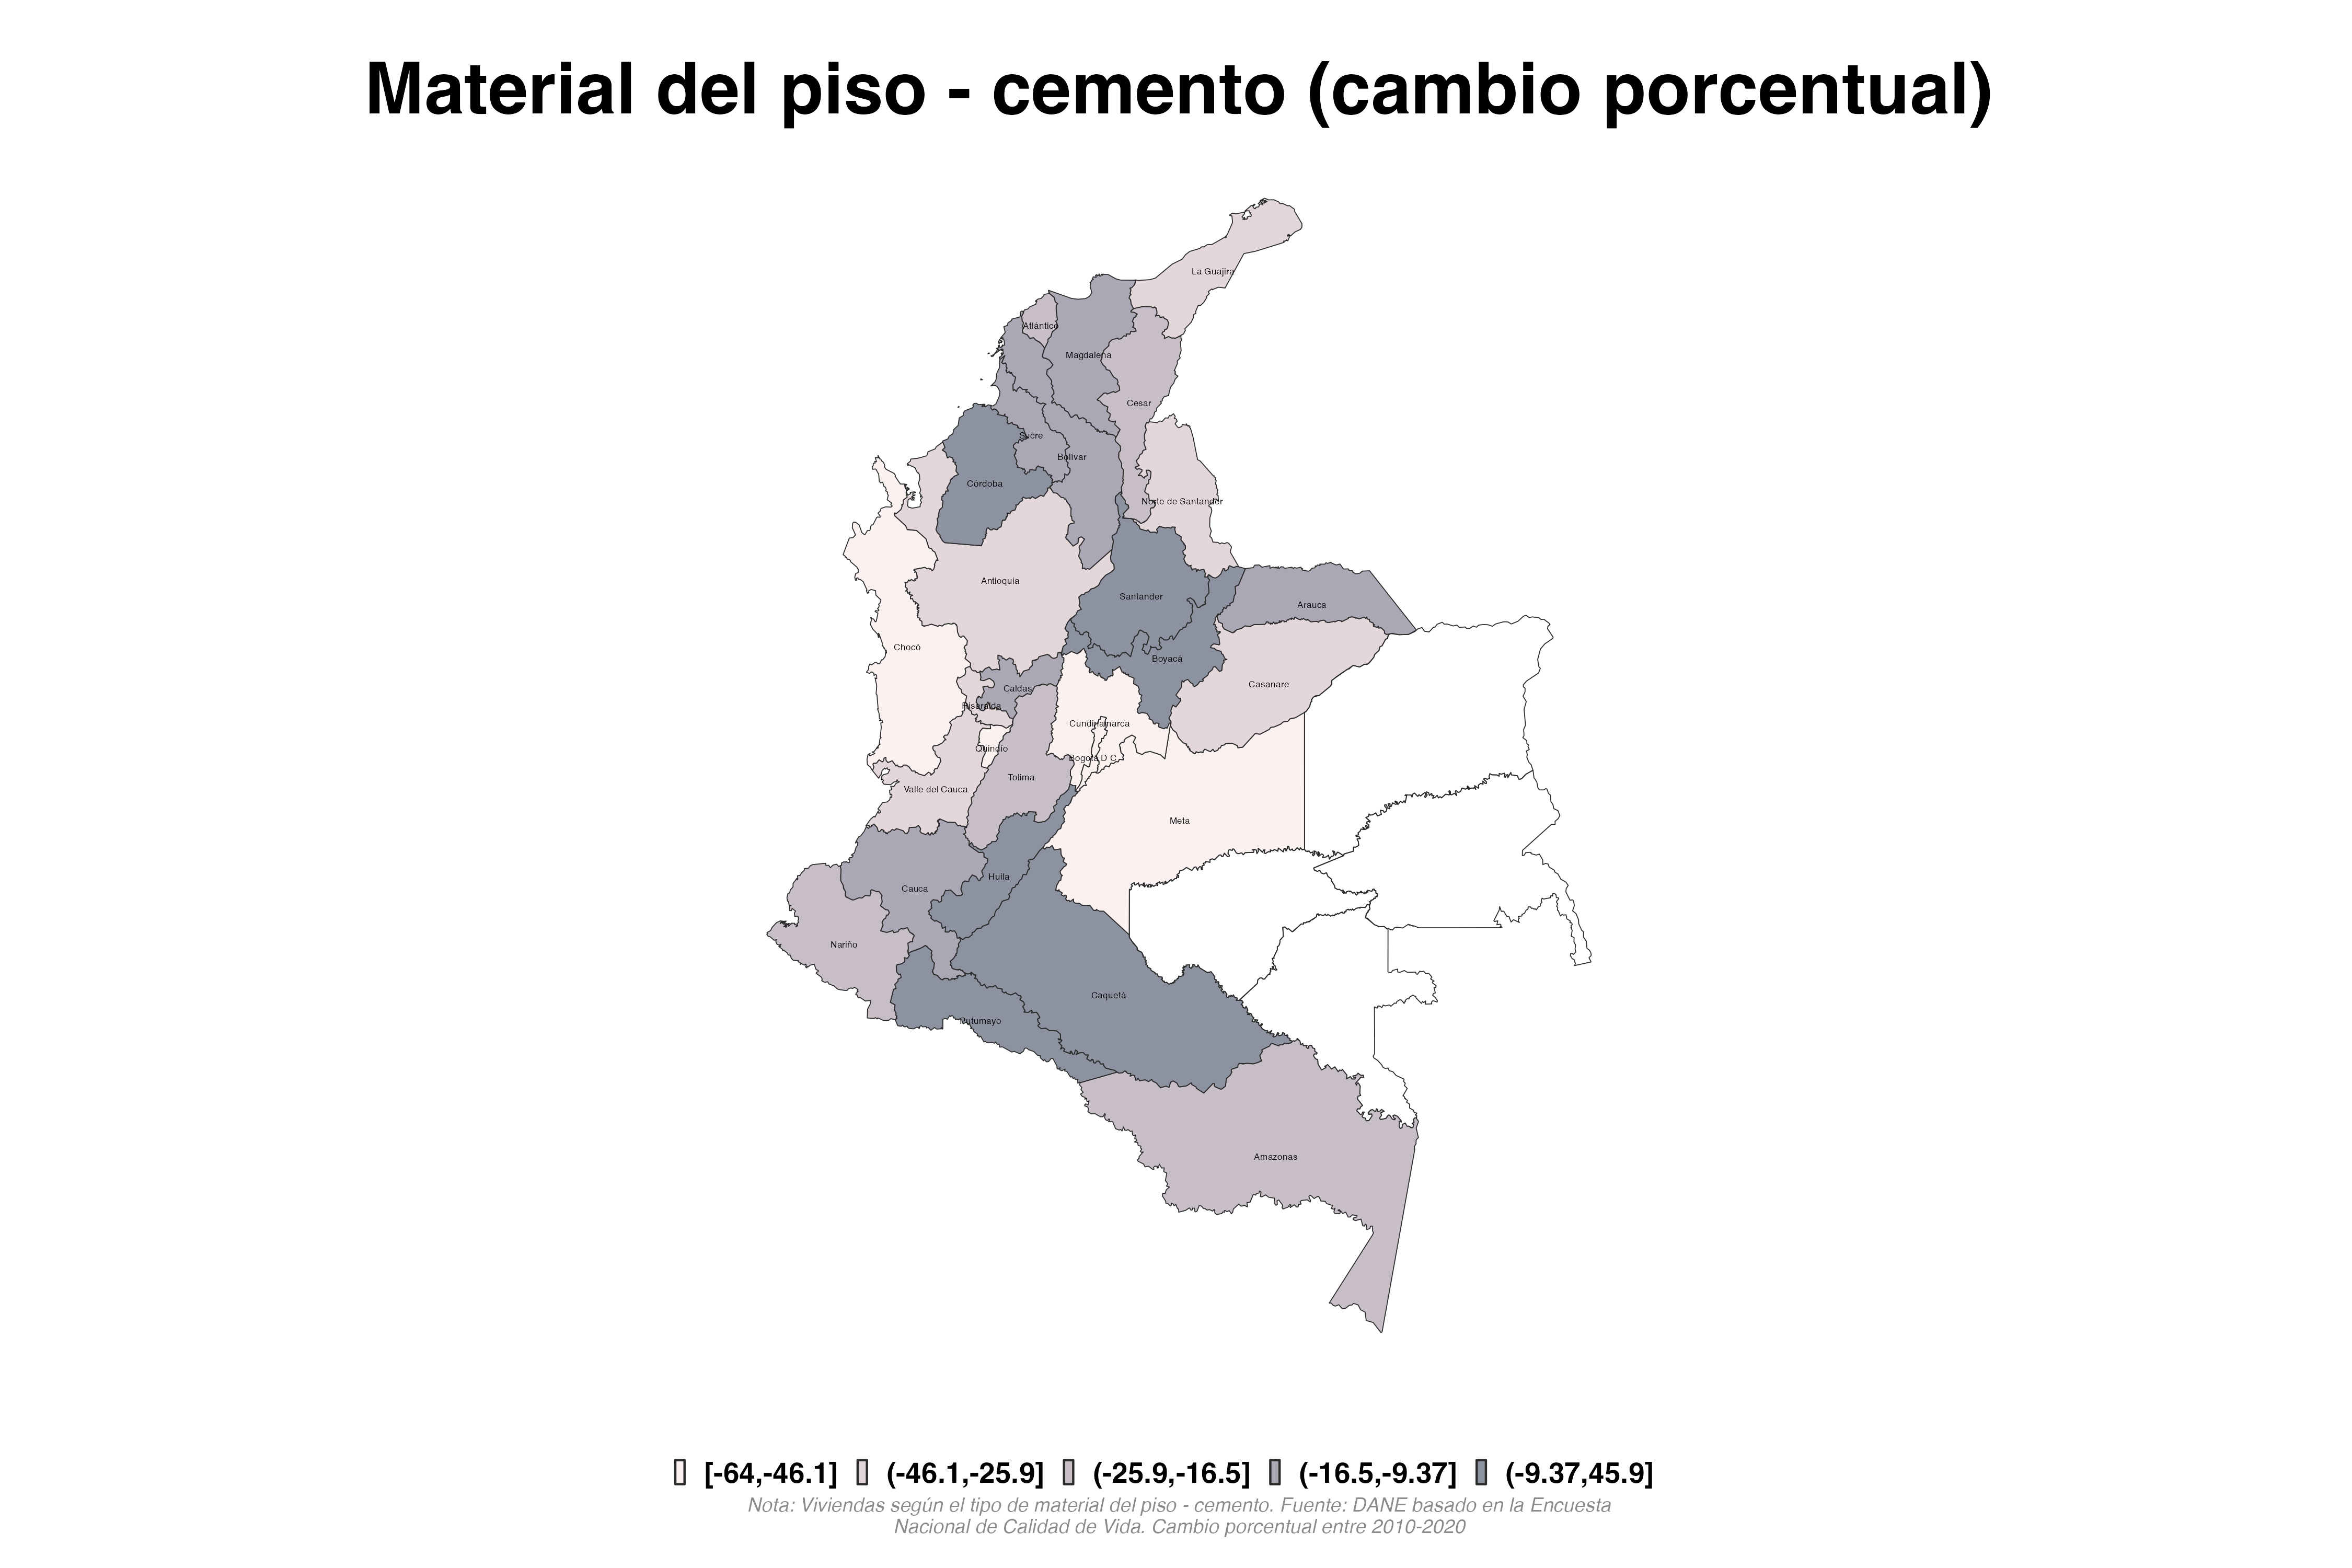 Material del piso - cemento (cambio porcentual)
La Guajira
Atlántico
Magdalena
Cesar
Sucre
Bolívar
Córdoba
Norte de Santander
Antioquia
Santander
Arauca
Chocó
Boyacá
Casanare
Caldas
Risaralda
Cundinamarca
Quindío
Bogotá D C
Tolima
Valle del Cauca
Meta
Huila
Cauca
Nariño
Caquetá
Putumayo
Amazonas
[-64,-46.1] (-46.1,-25.9] (-25.9,-16.5] (-16.5,-9.37] (-9.37,45.9]
Nota: Viviendas según el tipo de material del piso - cemento. Fuente: DANE basado en la Encuesta
Nacional de Calidad de Vida. Cambio porcentual entre 2010-2020